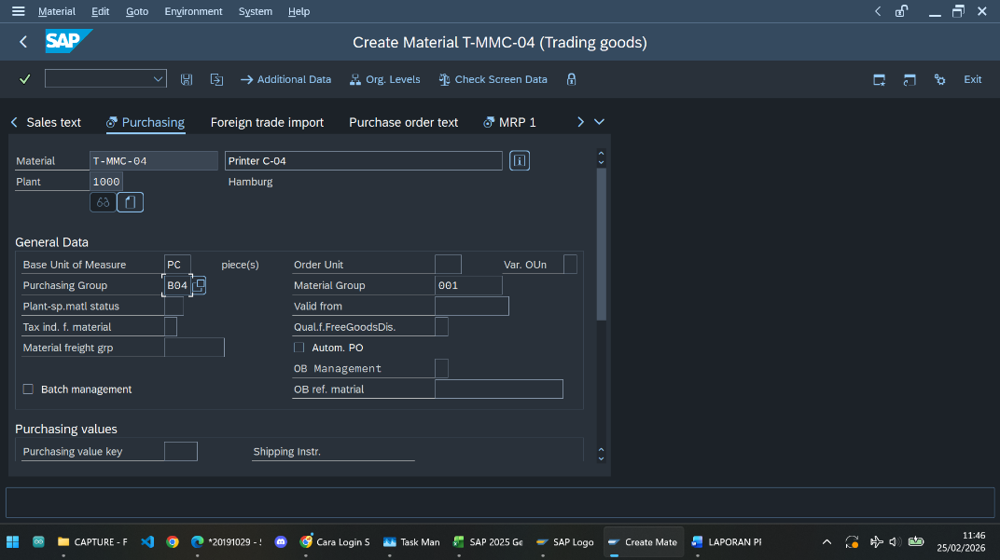 Material Edit Goto Environment System Help
SAP Create Material T-MMC-04 (Trading goods)
Additional Data Org. Levels Check Screen Data Exit
Sales text Purchasing Foreign trade import Purchase order text MRP 1
Material T-MMC-04 Printer C-04
Plant 1000 Hamburg
General Data
Base Unit of Measure PC piece(s) Order Unit Var. OUn
Purchasing Group B04 Material Group 001
Plant-sp.matl status Valid from
Tax ind. f. material Qual.f.FreeGoodsDis.
Material freight grp Autom. PO
OB Management
Batch management OB ref. matrial
Purchasing values
Purchasing value key Shipping Instr.
CAPTURE - F *20191029 - S Cara Login S Task Man SAP 2025 Ge SAP Logo Create Mate LAPORAN PR 11:46
25/02/2026